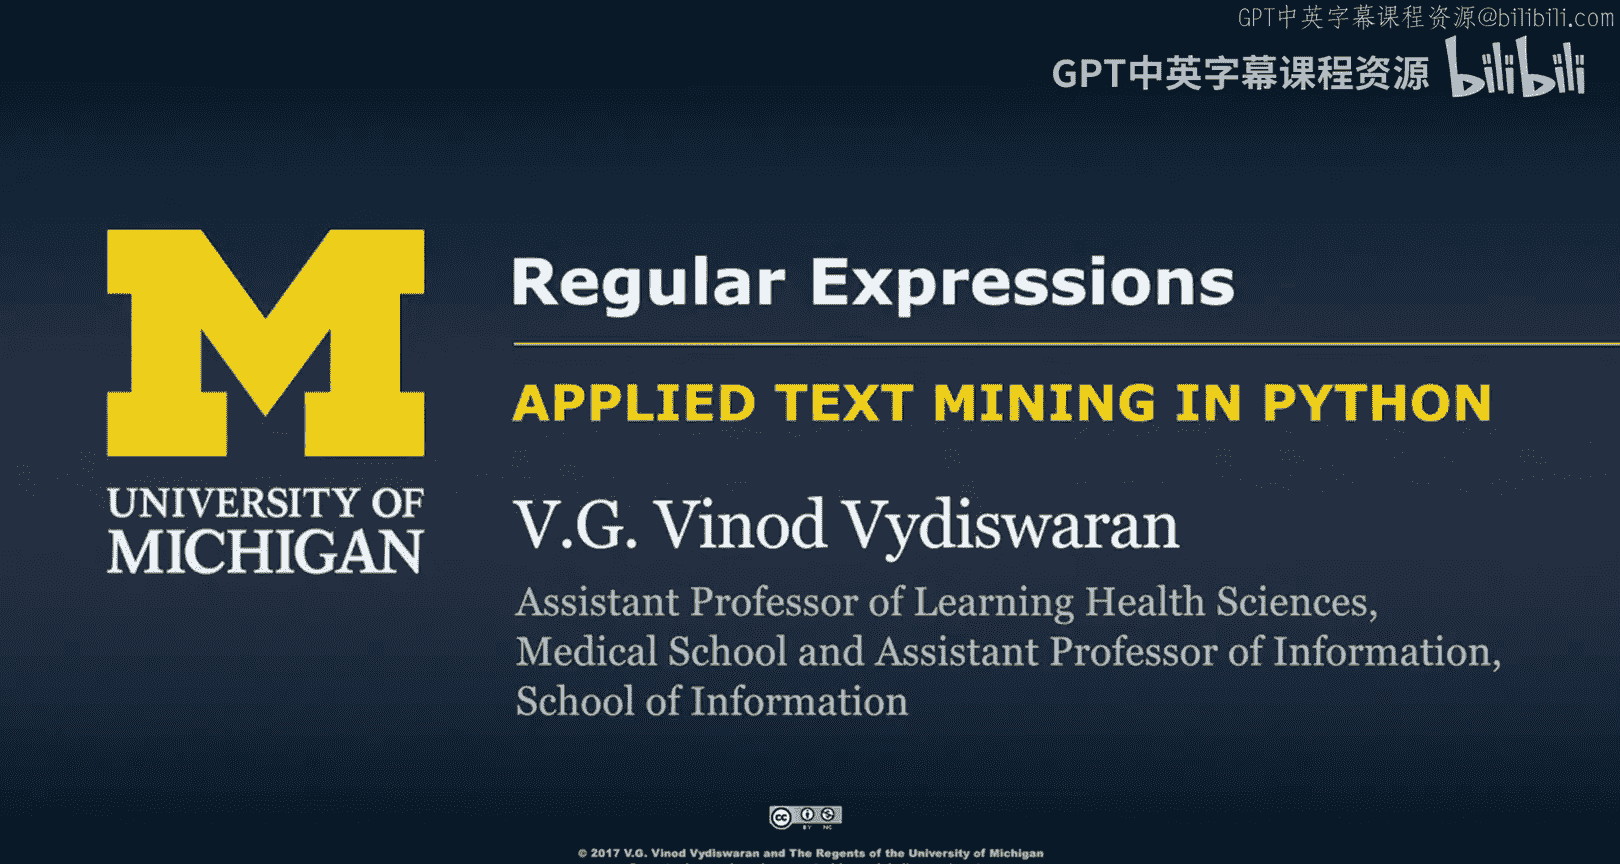 GPT中英字幕课程资源@bilibili.com
GPT中英字幕课程资源 bilibili
Regular Expressions
APPLIED TEXT MINING IN PYTHON
UNIVERSITY OF
MICHIGAN
V.G. Vinod Vydiswaran
Assistant Professor of Learning Health Sciences,
Medical School and Assistant Professor of Information,
School of Information
cc
BY NC
© 2017 V.G. Vinod Vydiswaran and The Regents of the University of Michigan